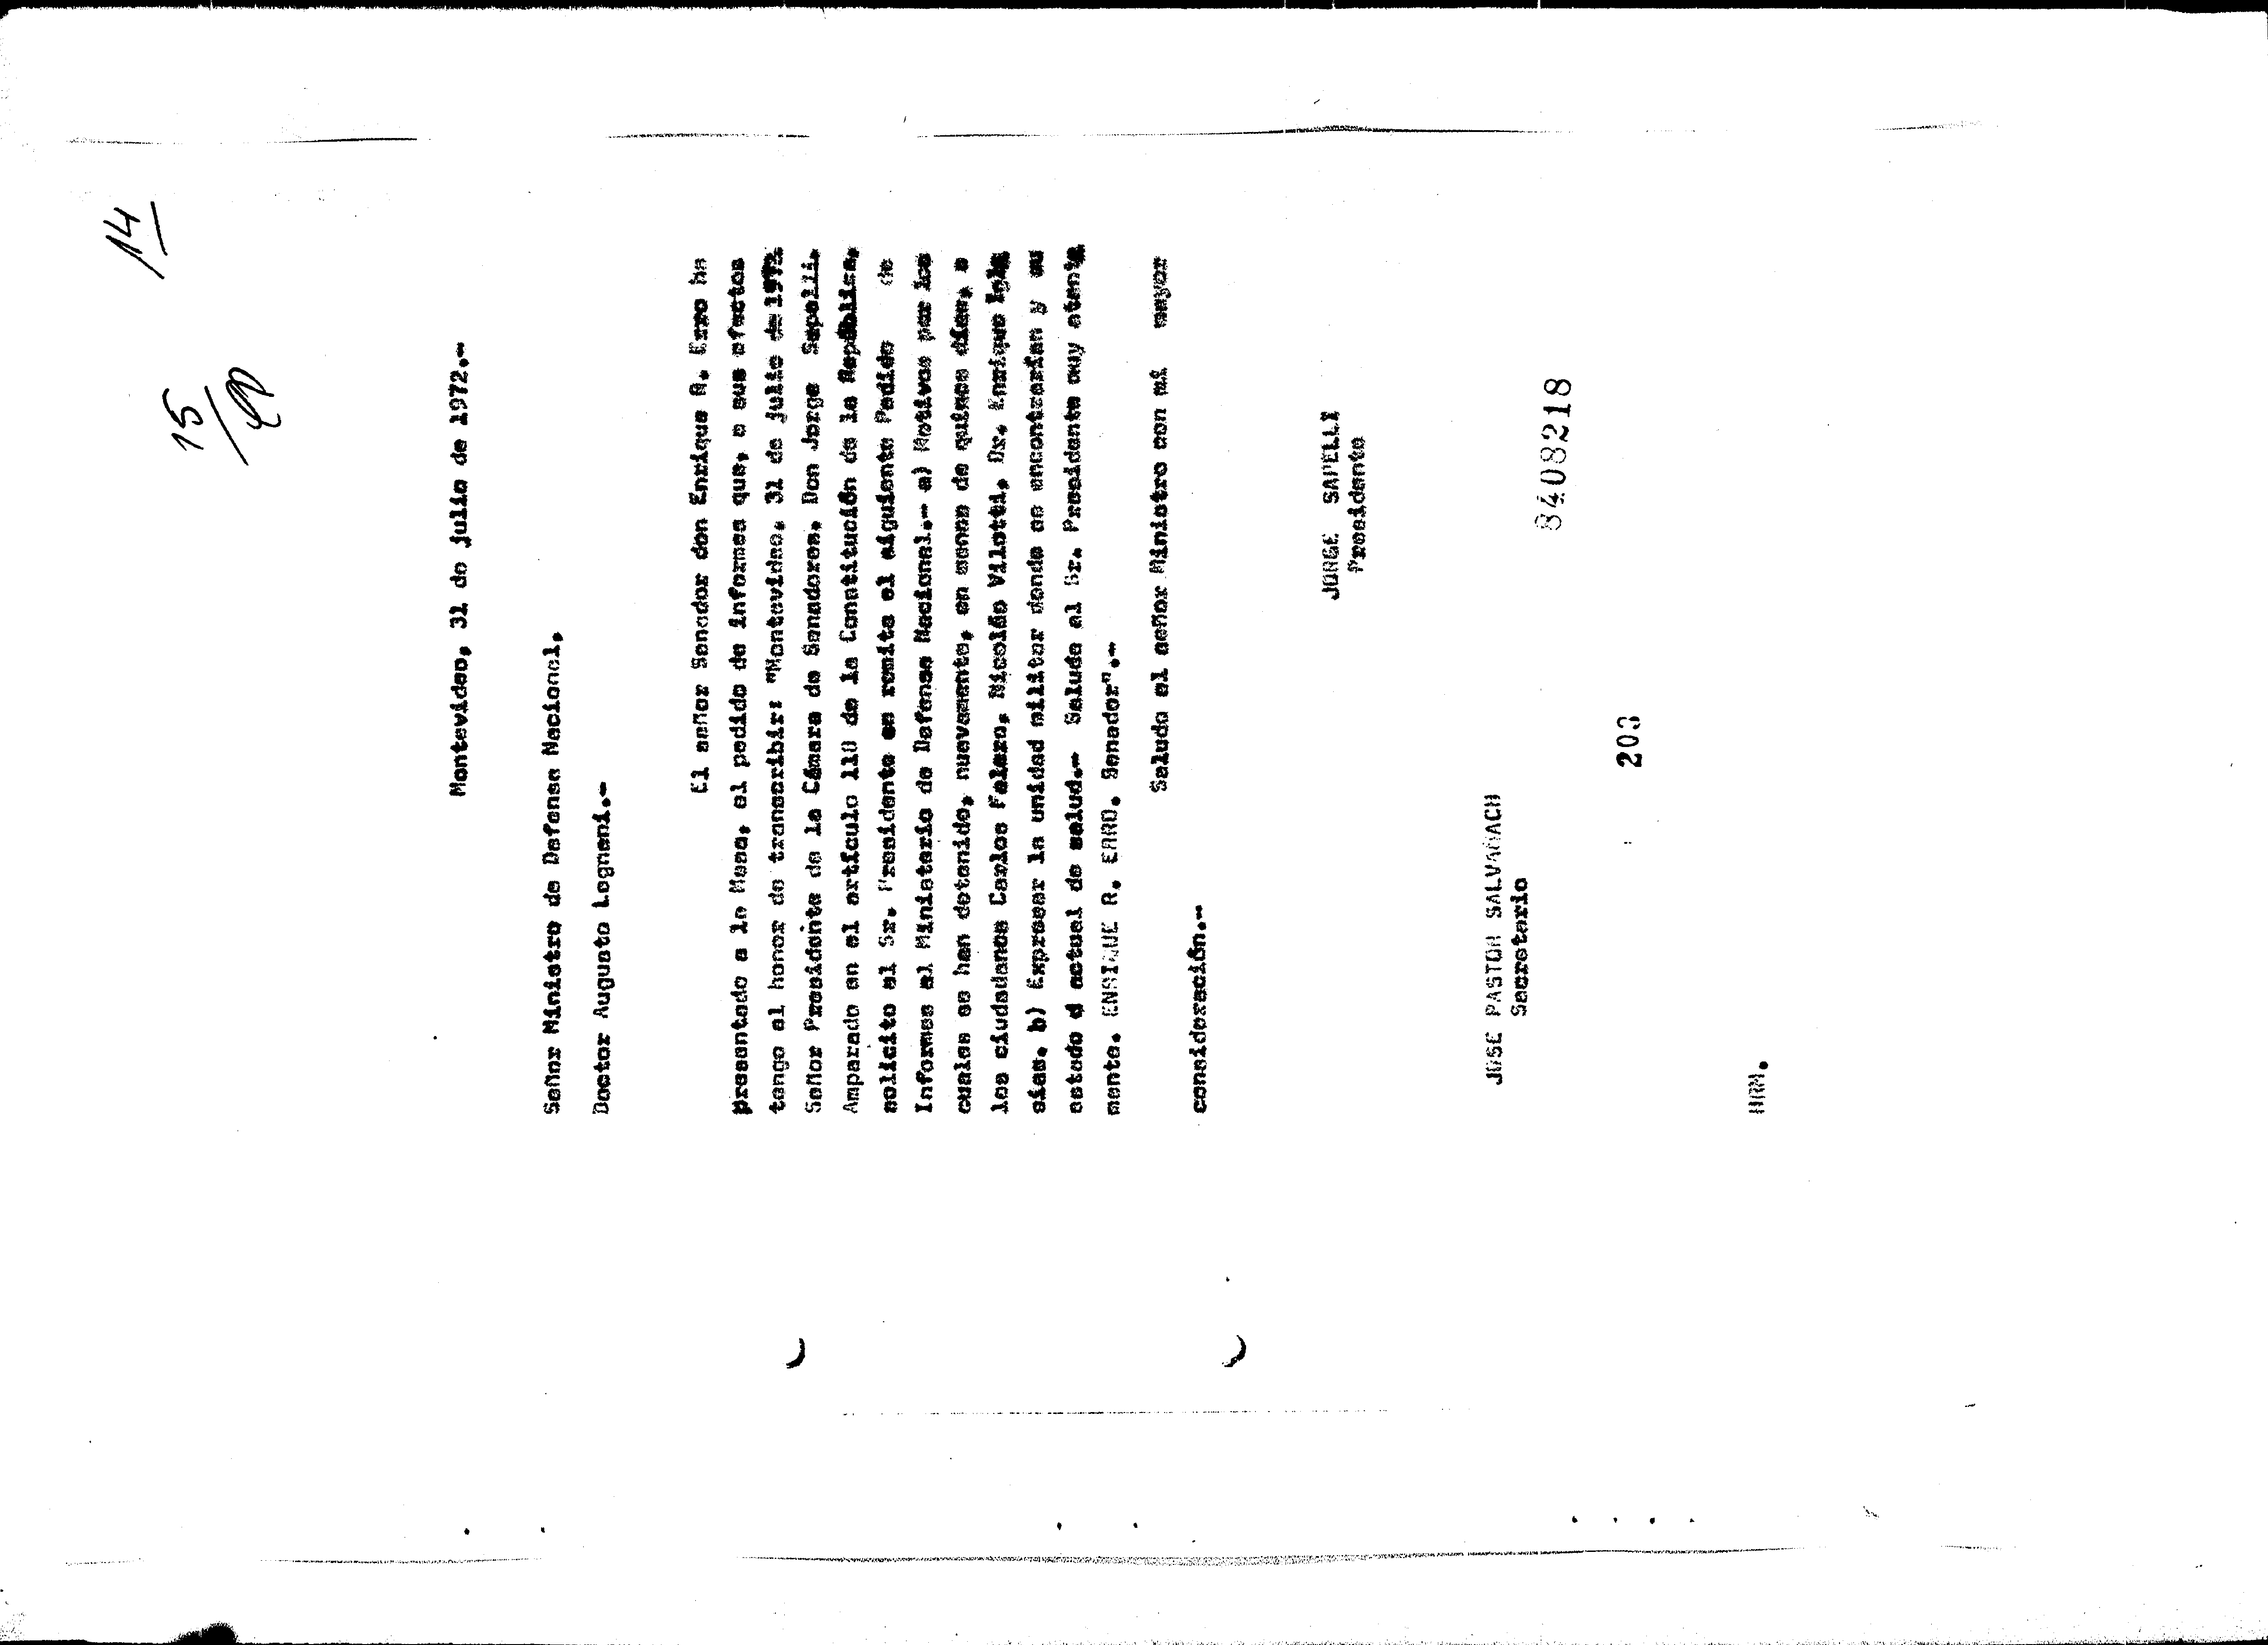 14
15
Montevideo, 31 de julio de 1972.-
Señor Ministro de Defensa Nacional,
Doctor Augusto Legnani.-
El señor Senador don Enrique R. Erro ha
presentado a la Mesa, el pedido de informes que, a sus efectos
tengo el honor de transcribir: "Montevideo, 31 de julio de 1972
Señor Presidente de la Cámara de Senadores, Don Jorge Sapelli.
Amparado en el artículo 118 de la Constitución de la República,
solicito al Sr. Presidente se remita el siguiente Pedido de
Informes al Ministerio de Defensa Nacional.- a) Motivos por los
cuales se han detenido, nuevamente, en menos de quince días, a
los ciudadanos Carlos Falero, Nicolás Vilotti, Dr. Enrique Igle
sias. b) Expresar la unidad militar donde se encontrarían y su
estado d actual de salud.- Saluda al Sr. Presidente muy atenta
mente. ENRIQUE R. ERRO. Senador".-
Saludo al señor Ministro con mi mayor
consideración.-
JORGE SAPELLI
Presidente
JOSE PASTOR SALVAÑACH
Secretario
8408218
203
HRM.